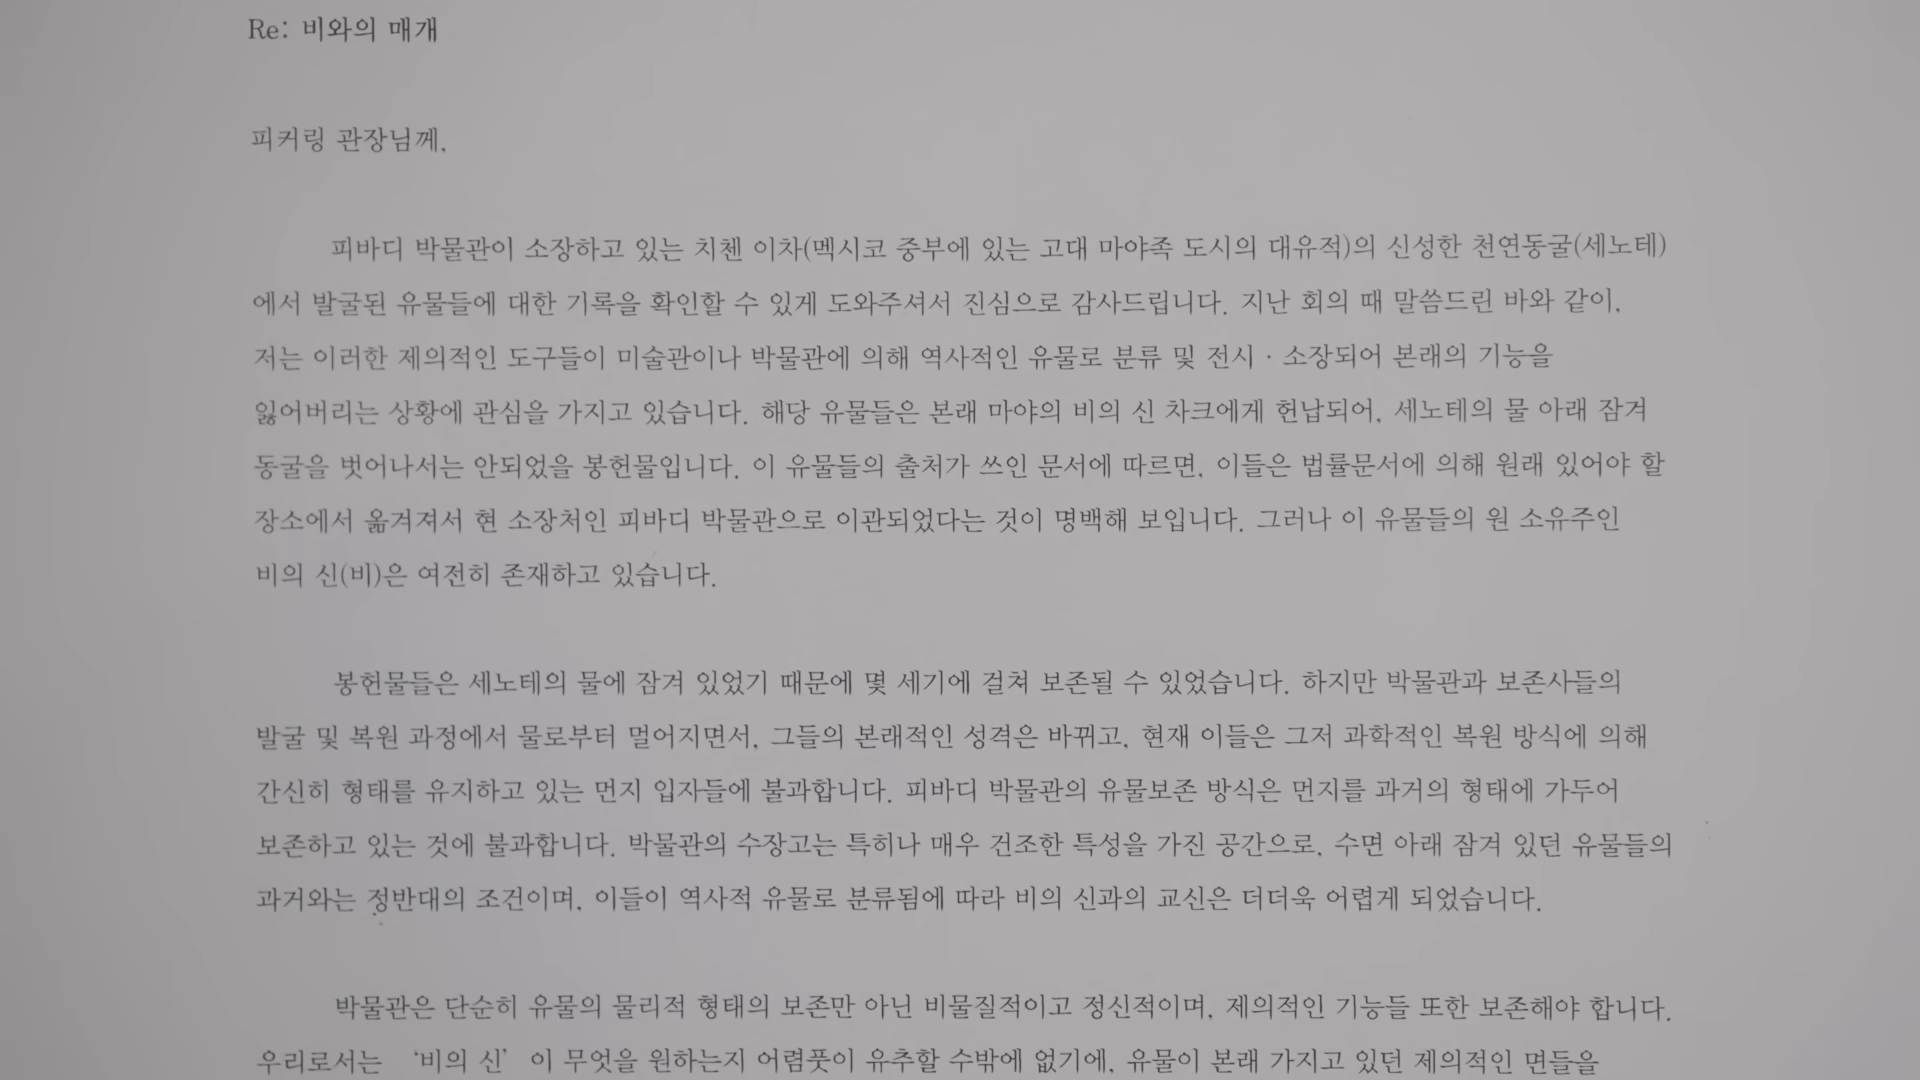 Re: 비와의 매개
피커링 관장님께,
피바디 박물관이 소장하고 있는 치첸 이차(멕시코 중부에 있는 고대 마야족 도시의 대유적)의 신성한 천연동굴(세노테)
에서 발굴된 유물들에 대한 기록을 확인할 수 있게 도와주셔서 진심으로 감사드립니다. 지난 회의 때 말씀드린 바와 같이,
저는 이러한 제의적인 도구들이 미술관이나 박물관에 의해 역사적인 유물로 분류 및 전시 · 소장되어 본래의 기능을
잃어버리는 상황에 관심을 가지고 있습니다. 해당 유물들은 본래 마야의 비의 신 차크에게 헌납되어, 세노테의 물 아래 잠겨
동굴을 벗어나서는 안되었을 봉헌물입니다. 이 유물들의 출처가 쓰인 문서에 따르면, 이들은 법률문서에 의해 원래 있어야 할
장소에서 옮겨져서 현 소장처인 피바디 박물관으로 이관되었다는 것이 명백해 보입니다. 그러나 이 유물들의 원 소유주인
비의 신(비)은 여전히 존재하고 있습니다.
봉헌물들은 세노테의 물에 잠겨 있었기 때문에 몇 세기에 걸쳐 보존될 수 있었습니다. 하지만 박물관과 보존사들의
발굴 및 복원 과정에서 물로부터 멀어지면서, 그들의 본래적인 성격은 바뀌고, 현재 이들은 그저 과학적인 복원 방식에 의해
간신히 형태를 유지하고 있는 먼지 입자들에 불과합니다. 피바디 박물관의 유물보존 방식은 먼지를 과거의 형태에 가두어
보존하고 있는 것에 불과합니다. 박물관의 수장고는 특히나 매우 건조한 특성을 가진 공간으로, 수면 아래 잠겨 있던 유물들의
과거와는 정반대의 조건이며, 이들이 역사적 유물로 분류됨에 따라 비의 신과의 교신은 더더욱 어렵게 되었습니다.
박물관은 단순히 유물의 물리적 형태의 보존만 아닌 비물질적이고 정신적이며, 제의적인 기능들 또한 보존해야 합니다.
우리로서는 ‘비의 신’ 이 무엇을 원하는지 어렴풋이 유추할 수밖에 없기에, 유물이 본래 가지고 있던 제의적인 면들을